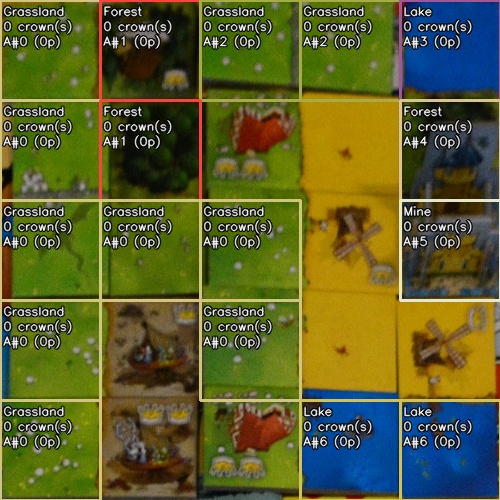 Grassland
0 crown(s)
A#0 (0p)
Forest
0 crown(s)
A#1 (0p)
Grassland
0 crown(s)
A#2 (0p)
Grassland
0 crown(s)
A#2 (0p)
Lake
0 crown(s)
A#3 (0p)
Grassland
0 crown(s)
A#0 (0p)
Forest
0 crown(s)
A#1 (0p)
Forest
0 crown(s)
A#4 (0p)
Grassland
0 crown(s)
A#0 (0p)
Grassland
0 crown(s)
A#0 (0p)
Grassland
0 crown(s)
A#0 (0p)
Mine
0 crown(s)
A#5 (0p)
Grassland
0 crown(s)
A#0 (0p)
Grassland
0 crown(s)
A#0 (0p)
Grassland
0 crown(s)
A#0 (0p)
Lake
0 crown(s)
A#6 (0p)
Lake
0 crown(s)
A#6 (0p)